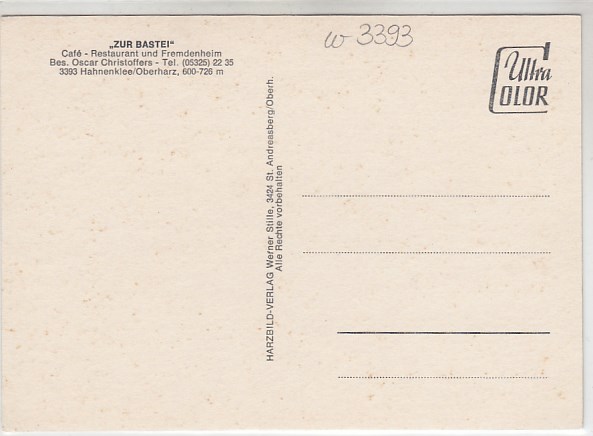 „ZUR BASTEI“
Café - Restaurant und Fremdenheim
Bes. Oscar Christoffers - Tel. (05325) 22 35
3393 Hahnenklee/Oberharz, 600-726 m
w-3393
Ultra
COLOR
HARZBILD-VERLAG Werner Stille, 3424 St. Andreasberg/Oberh.
Alle Rechte vorbehalten